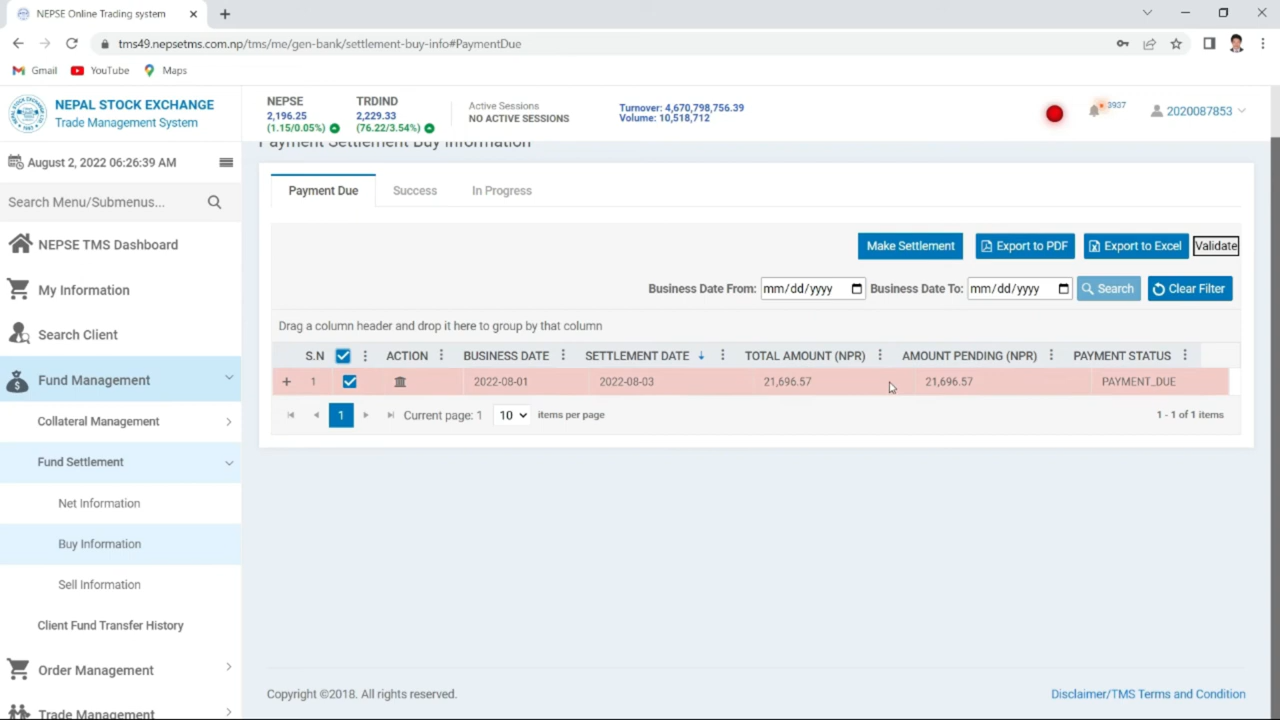 NEPSE Online Trading system
tms49.nepsetms.com.np/tms/me/gen-bank/settlement-buy-info#PaymentDue
Gmail YouTube Maps
NEPAL STOCK EXCHANGE
Trade Management System
NEPSE
2,196.25
(1.15/0.05%)
TRDIND
2,229.33
(76.22/3.54%)
Active Sessions
NO ACTIVE SESSIONS
Turnover: 4,670,798,756.39
Volume: 10,518,712
3937
2020087853
August 2, 2022 06:26:39 AM
Search Menu/Submenus...
NEPSE TMS Dashboard
My Information
Search Client
Fund Management
Collateral Management
Fund Settlement
Net Information
Buy Information
Sell Information
Client Fund Transfer History
Order Management
Trade Management
Payment Settlement Buy Information
Payment Due Success In Progress
Make Settlement Export to PDF Export to Excel Validate
Business Date From: mm/dd/yyyy Business Date To: mm/dd/yyyy Search Clear Filter
Drag a column header and drop it here to group by that column
S.N ACTION BUSINESS DATE SETTLEMENT DATE TOTAL AMOUNT (NPR) AMOUNT PENDING (NPR) PAYMENT STATUS
+ 1 2022-08-01 2022-08-03 21,696.57 21,696.57 PAYMENT_DUE
1 Current page: 1 10 items per page 1 - 1 of 1 items
Copyright ©2018. All rights reserved. Disclaimer/TMS Terms and Condition